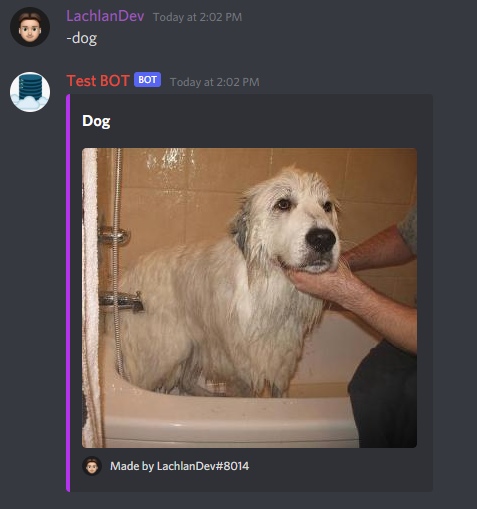 LachlanDev Today at 2:02 PM
-dog
Test BOT BOT Today at 2:02 PM
Dog
Made by LachlanDev#8014